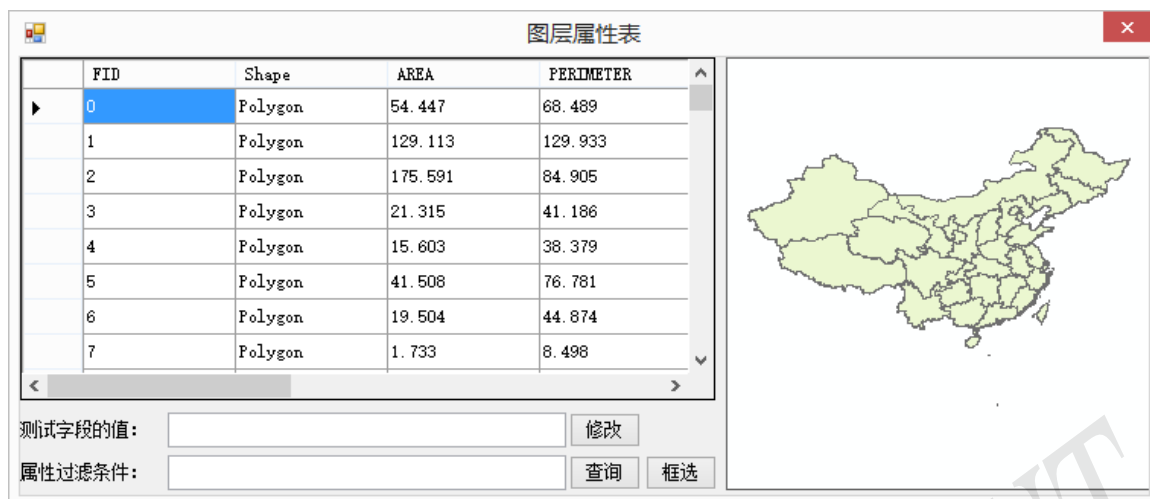 图层属性表
FID Shape AREA PERIMETER
0 Polygon 54.447 68.489
1 Polygon 129.113 129.933
2 Polygon 175.591 84.905
3 Polygon 21.315 41.186
4 Polygon 15.603 38.379
5 Polygon 41.508 76.781
6 Polygon 19.504 44.874
7 Polygon 1.733 8.498
测试字段的值： 修改
属性过滤条件： 查询 框选